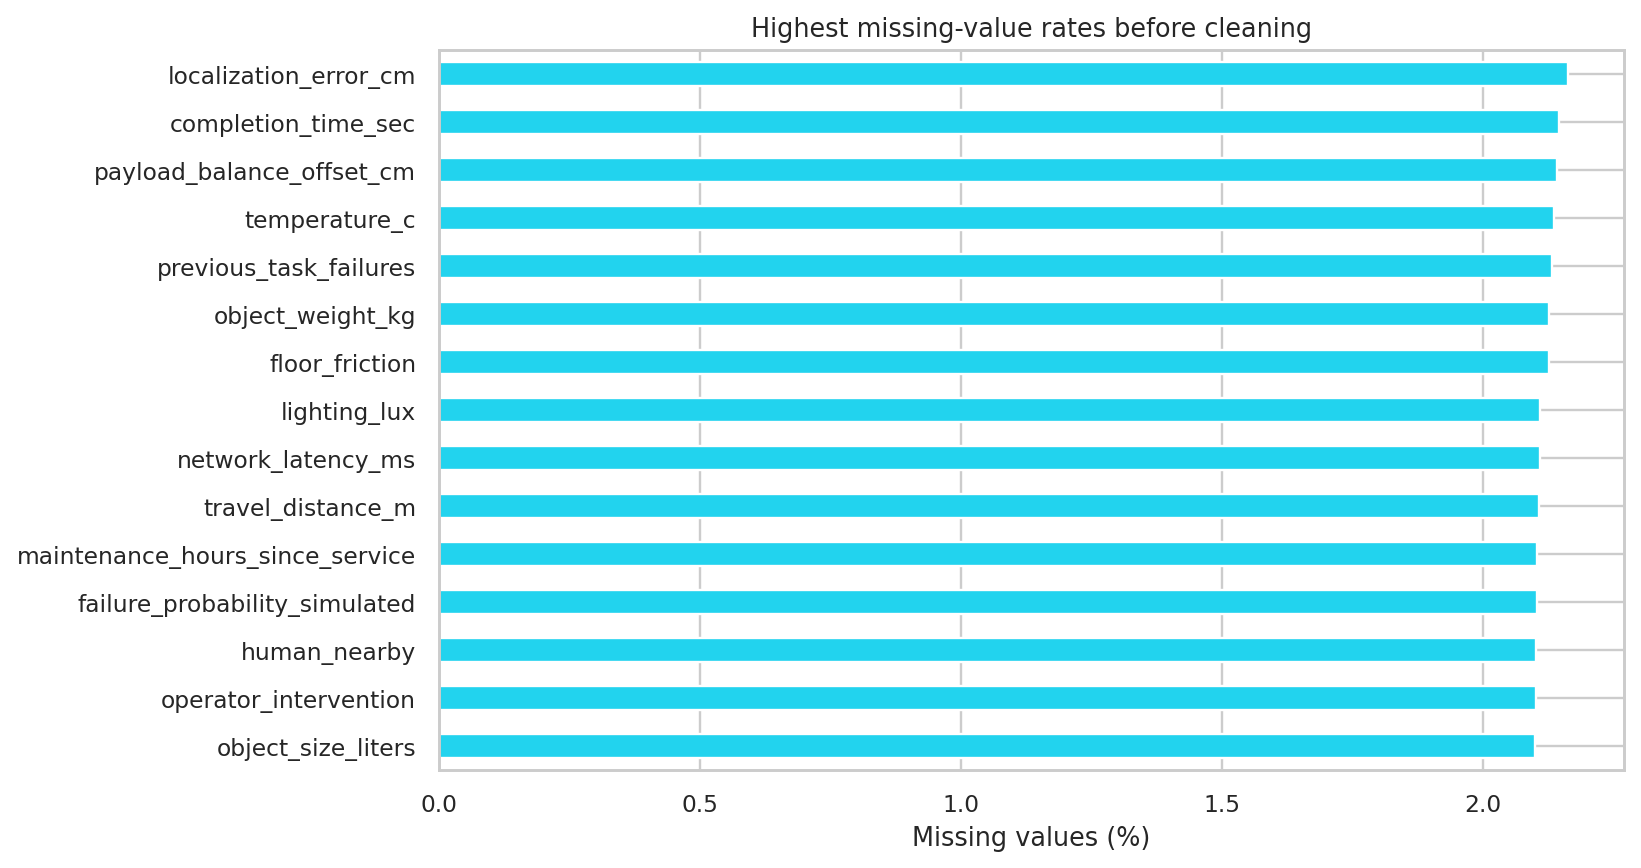 Highest missing-value rates before cleaning
localization_error_cm
completion_time_sec
payload_balance_offset_cm
temperature_c
previous_task_failures
object_weight_kg
floor_friction
lighting_lux
network_latency_ms
travel_distance_m
maintenance_hours_since_service
failure_probability_simulated
human_nearby
operator_intervention
object_size_liters
0.0 0.5 1.0 1.5 2.0
Missing values (%)